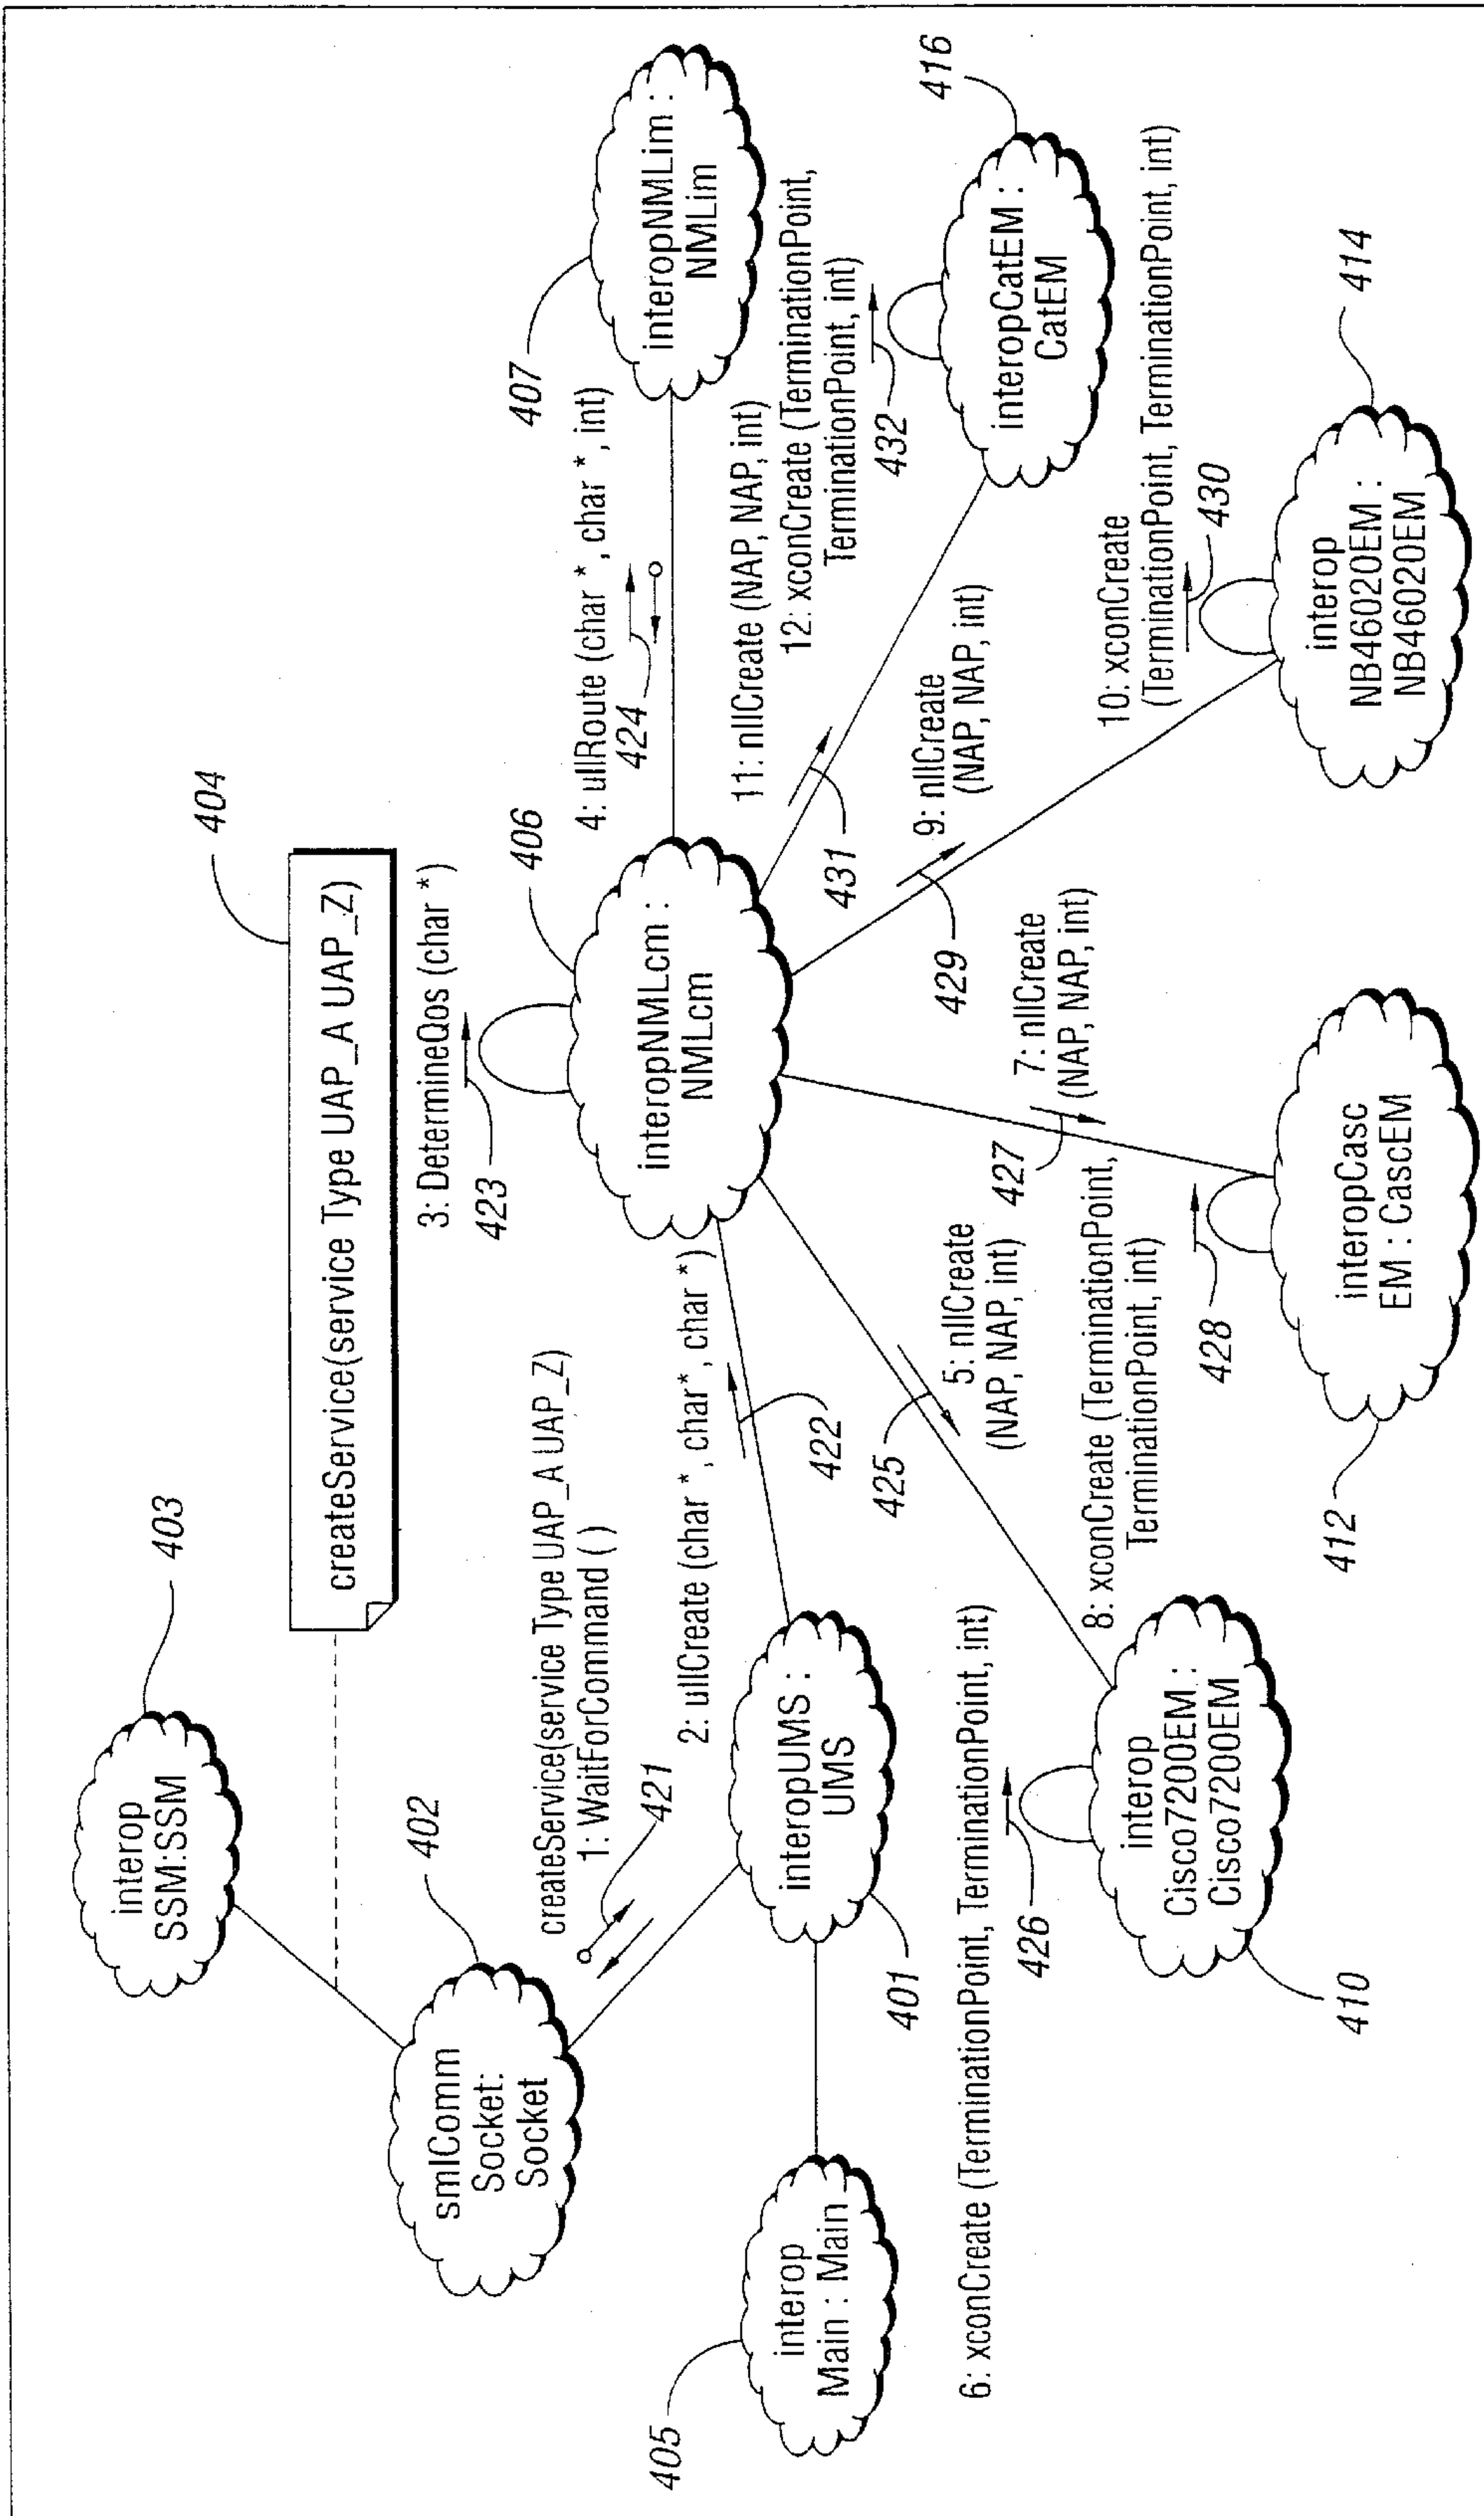 403
interop
SSM:SSM
404
createService(service Type UAP_A UAP_Z)
402
smlComm
Socket:
Socket
createService(service Type UAP_A UAP_Z)
1: WaitForCommand ( )
421
3: DetermineQos (char *)
423
406
interopNMLcm :
NMLcm
4: ullRoute (char *, char *, int)
424
407
interopNMLim :
NMLim
2: ullCreate (char *, char*, char *)
422
405
interop
Main : Main
interopUMS :
UMS
401
11: nllCreate (NAP, NAP, int)
431
12: xconCreate (TerminationPoint,
TerminationPoint, int)
432
416
interopCatEM :
CatEM
5: nllCreate
(NAP, NAP, int)
425
9: nllCreate
(NAP, NAP, int)
429
7: nllCreate
(NAP, NAP, int)
427
6: xconCreate (TerminationPoint, TerminationPoint, int)
426
interop
Cisco7200EM :
Cisco7200EM
410
8: xconCreate (TerminationPoint,
TerminationPoint, int)
428
interopCasc
EM : CascEM
412
10: xconCreate
(TerminationPoint, TerminationPoint, int)
430
interop
NB46020EM :
NB46020EM
414